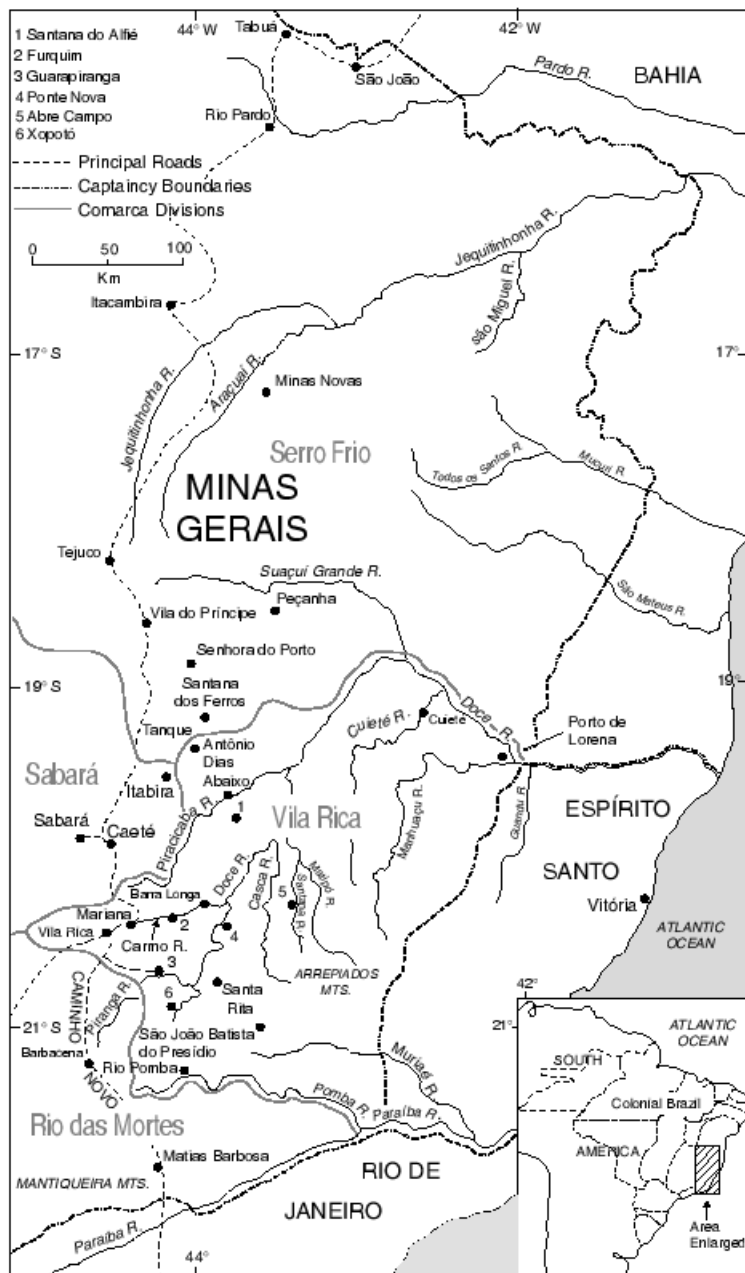 44° W
42° W
1 Santana do Alfié
2 Furquim
3 Guarapiranga
4 Ponte Nova
5 Abre Campo
6 Xopotó
Principal Roads
Captaincy Boundaries
Comarca Divisions
0 50 100
Km
Tabuá
São João
Pardo R.
BAHIA
Rio Pardo
Jequitinhonha R.
são Miguel R.
Itacambira
17° S
17°
Jequitinhonha R.
Araçuaí R.
Minas Novas
Serro Frio
MINAS
GERAIS
Todos os Santos R.
Mucuri R.
Tejuco
Suaçuí Grande R.
Peçanha
São Mateus R.
Vila do Príncipe
Senhora do Porto
19° S
19°
Santana
dos Ferros
Doce R.
Cuieté R.
Cuieté
Porto de
Lorena
Tanque
Antônio
Dias
Abaixo
Sabará
Itabira
Piracicaba R.
1
Vila Rica
Manhuaçu R.
Guandu R.
ESPÍRITO
SANTO
Sabará
Caeté
Barra Longa
Doce R.
Casca R.
Santana R.
Matipó R.
5
Vitória
Mariana
Vila Rica
2
4
Carmo R.
ATLANTIC
OCEAN
3
ARREPIADOS
MTS.
CAMINHO
NOVO
Piranga R.
6
Santa
Rita
42°
21° S
21°
São João Batista
do Presídio
Barbacena
Rio Pomba
Muriaé R.
Pomba R.
Paraíba R.
Rio das Mortes
Matias Barbosa
MANTIQUEIRA MTS.
RIO DE
JANEIRO
Paraíba R.
44°
ATLANTIC
OCEAN
SOUTH
Colonial Brazil
AMERICA
Area
Enlarged